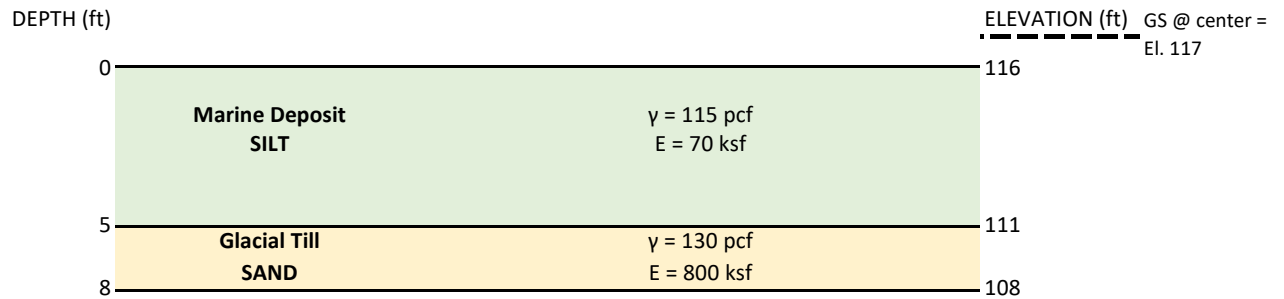 DEPTH (ft)
ELEVATION (ft)
GS @ center =
El. 117
0
116
Marine Deposit
γ = 115 pcf
SILT
E = 70 ksf
5
111
Glacial Till
γ = 130 pcf
SAND
E = 800 ksf
8
108